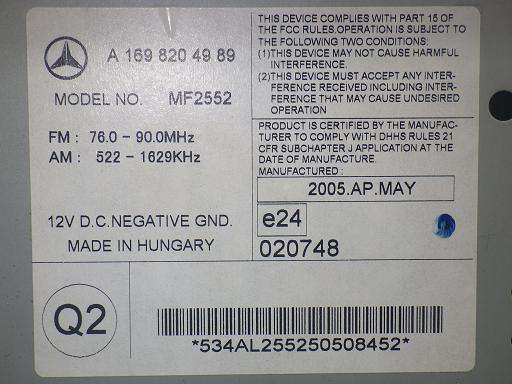 A 169 820 49 89
MODEL NO. MF2552
FM : 76.0 - 90.0MHz
AM : 522 - 1629KHz
12V D.C.NEGATIVE GND.
MADE IN HUNGARY
THIS DEVICE COMPLIES WITH PART 15 OF
THE FCC RULES.OPERATION IS SUBJECT TO
THE FOLLOWING TWO CONDITIONS:
(1)THIS DEVICE MAY NOT CAUSE HARMFUL
INTERFERENCE.
(2)THIS DEVICE MUST ACCEPT ANY INTER-
FERENCE RECEIVED INCLUDING INTER-
FERENCE THAT MAY CAUSE UNDESIRED
OPERATION
PRODUCT IS CERTIFIED BY THE MANUFAC-
TURER TO COMPLY WITH DHHS RULES 21
CFR SUBCHAPTER J APPLICATION AT THE
DATE OF MANUFACTURE.
MANUFACTURED :
2005.AP.MAY
e24
020748
Q2
*534AL255250508452*